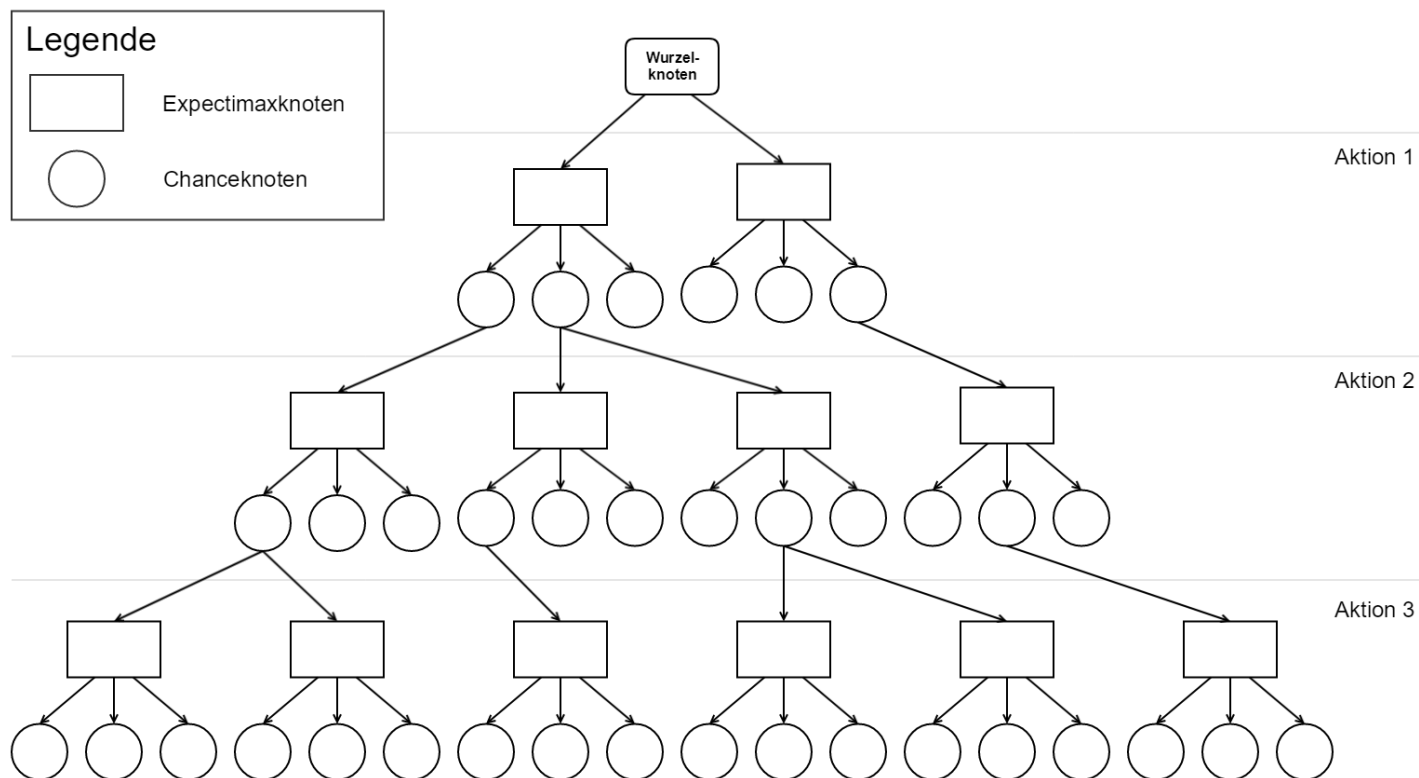 Legende
Expectimaxknoten
Chanceknoten
Wurzel-
knoten
Aktion 1
Aktion 2
Aktion 3